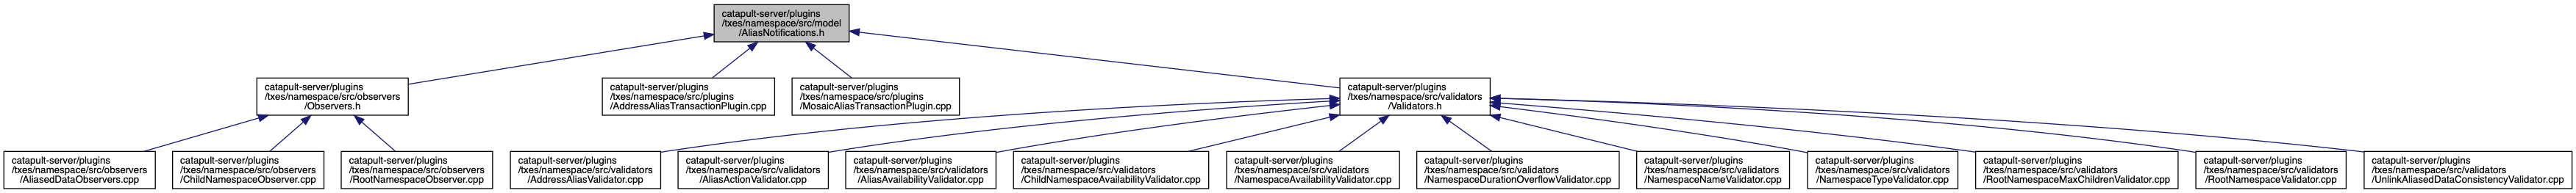 catapult-server/plugins
/txes/namespace/src/model
/AliasNotifications.h
catapult-server/plugins
/txes/namespace/src/observers
/Observers.h
catapult-server/plugins
/txes/namespace/src/plugins
/AddressAliasTransactionPlugin.cpp
catapult-server/plugins
/txes/namespace/src/plugins
/MosaicAliasTransactionPlugin.cpp
catapult-server/plugins
/txes/namespace/src/validators
/Validators.h
catapult-server/plugins
/txes/namespace/src/observers
/AliasedDataObservers.cpp
catapult-server/plugins
/txes/namespace/src/observers
/ChildNamespaceObserver.cpp
catapult-server/plugins
/txes/namespace/src/observers
/RootNamespaceObserver.cpp
catapult-server/plugins
/txes/namespace/src/validators
/AddressAliasValidator.cpp
catapult-server/plugins
/txes/namespace/src/validators
/AliasActionValidator.cpp
catapult-server/plugins
/txes/namespace/src/validators
/AliasAvailabilityValidator.cpp
catapult-server/plugins
/txes/namespace/src/validators
/ChildNamespaceAvailabilityValidator.cpp
catapult-server/plugins
/txes/namespace/src/validators
/NamespaceAvailabilityValidator.cpp
catapult-server/plugins
/txes/namespace/src/validators
/NamespaceDurationOverflowValidator.cpp
catapult-server/plugins
/txes/namespace/src/validators
/NamespaceNameValidator.cpp
catapult-server/plugins
/txes/namespace/src/validators
/NamespaceTypeValidator.cpp
catapult-server/plugins
/txes/namespace/src/validators
/RootNamespaceMaxChildrenValidator.cpp
catapult-server/plugins
/txes/namespace/src/validators
/RootNamespaceValidator.cpp
catapult-server/plugins
/txes/namespace/src/validators
/UnlinkAliasedDataConsistencyValidator.cpp